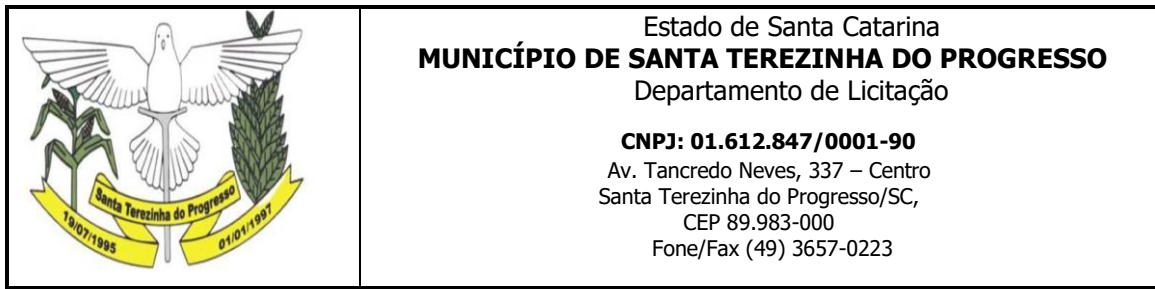 Santa Terezinha do Progresso
19/07/1995
01/01/1997
Estado de Santa Catarina
MUNICÍPIO DE SANTA TEREZINHA DO PROGRESSO
Departamento de Licitação
CNPJ: 01.612.847/0001-90
Av. Tancredo Neves, 337 – Centro
Santa Terezinha do Progresso/SC,
CEP 89.983-000
Fone/Fax (49) 3657-0223